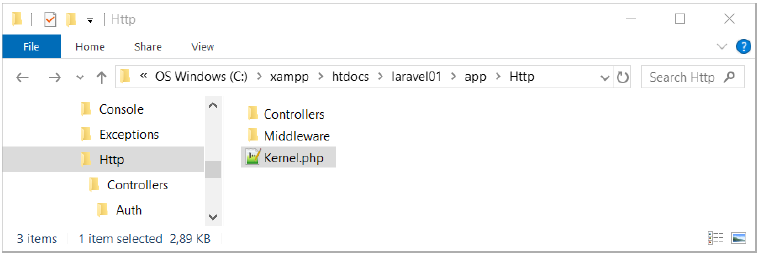 Http
File Home Share View
« OS Windows (C:) > xampp > htdocs > laravel01 > app > Http Search Http
Console
Exceptions
Http
Controllers
Auth
Controllers
Middleware
Kernel.php
3 items 1 item selected 2,89 KB